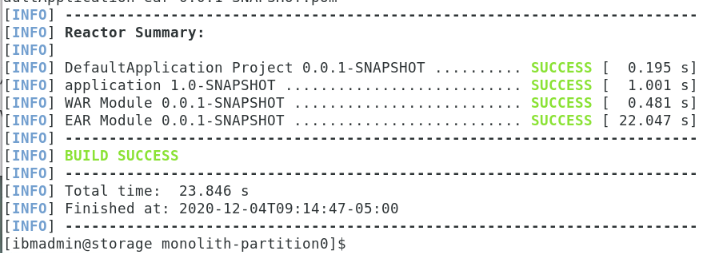 [INFO] ------------------------------------------------------------------------
[INFO] Reactor Summary:
[INFO]
[INFO] DefaultApplication Project 0.0.1-SNAPSHOT .......... SUCCESS [  0.195 s]
[INFO] application 1.0-SNAPSHOT ........................... SUCCESS [  1.001 s]
[INFO] WAR Module 0.0.1-SNAPSHOT .......................... SUCCESS [  0.481 s]
[INFO] EAR Module 0.0.1-SNAPSHOT .......................... SUCCESS [ 22.047 s]
[INFO] ------------------------------------------------------------------------
[INFO] BUILD SUCCESS
[INFO] ------------------------------------------------------------------------
[INFO] Total time:  23.846 s
[INFO] Finished at: 2020-12-04T09:14:47-05:00
[INFO] ------------------------------------------------------------------------
[ibmadmin@storage monolith-partition0]$